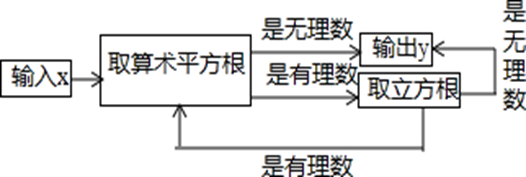 输入x
取算术平方根
是无理数
输出y
是有理数
取立方根
是无理数
是有理数